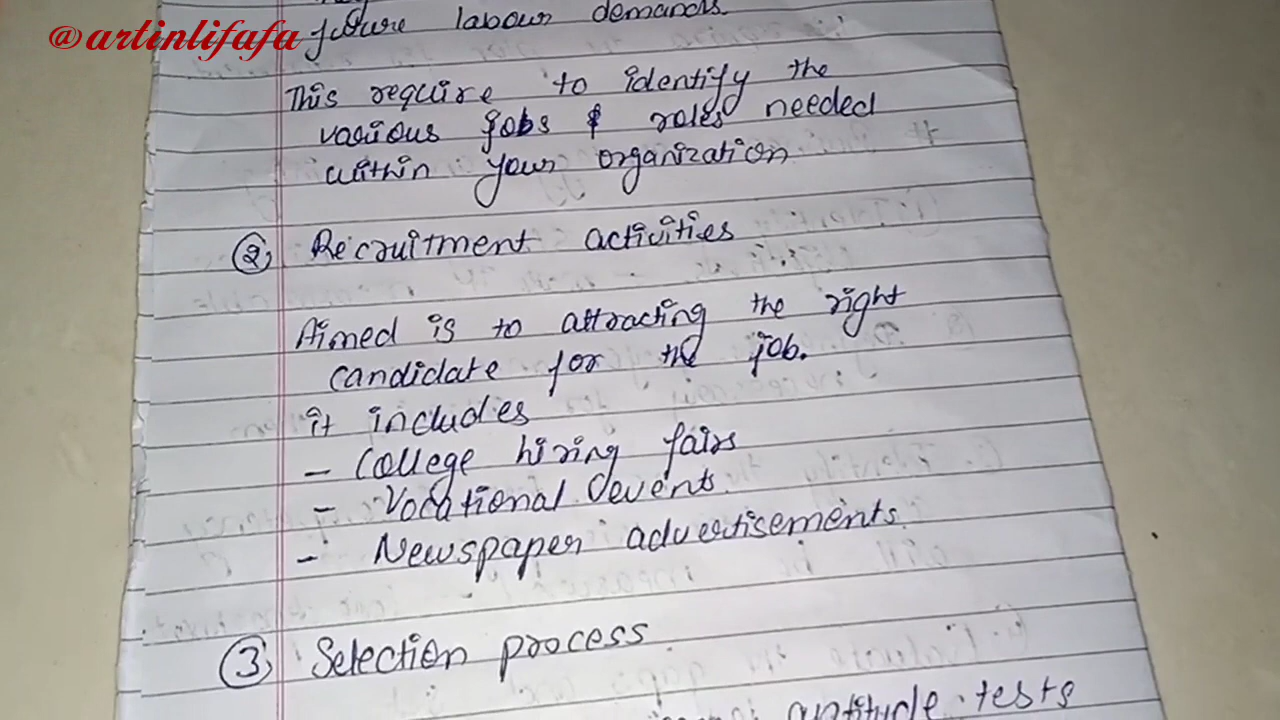 @artinlifafa
future labour demands.
This require to identify the
various jobs & roles needed
within your organization
② Recruitment activities
Aimed is to attracting the right
candidate for the job.
it includes
- College hiring fairs
- Vocational events.
- Newspaper advertisements.
③ Selection process
aptitude tests